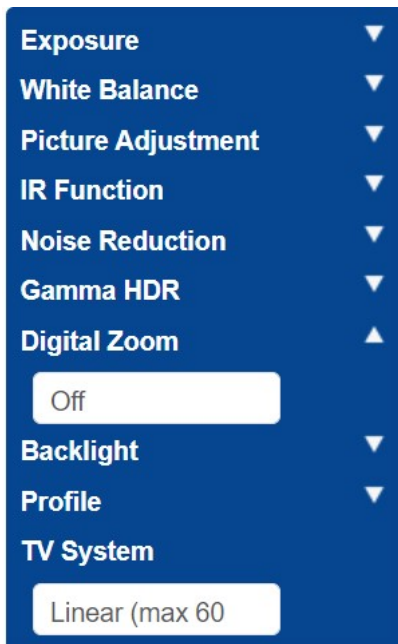 Exposure
White Balance
Picture Adjustment
IR Function
Noise Reduction
Gamma HDR
Digital Zoom
Off
Backlight
Profile
TV System
Linear (max 60